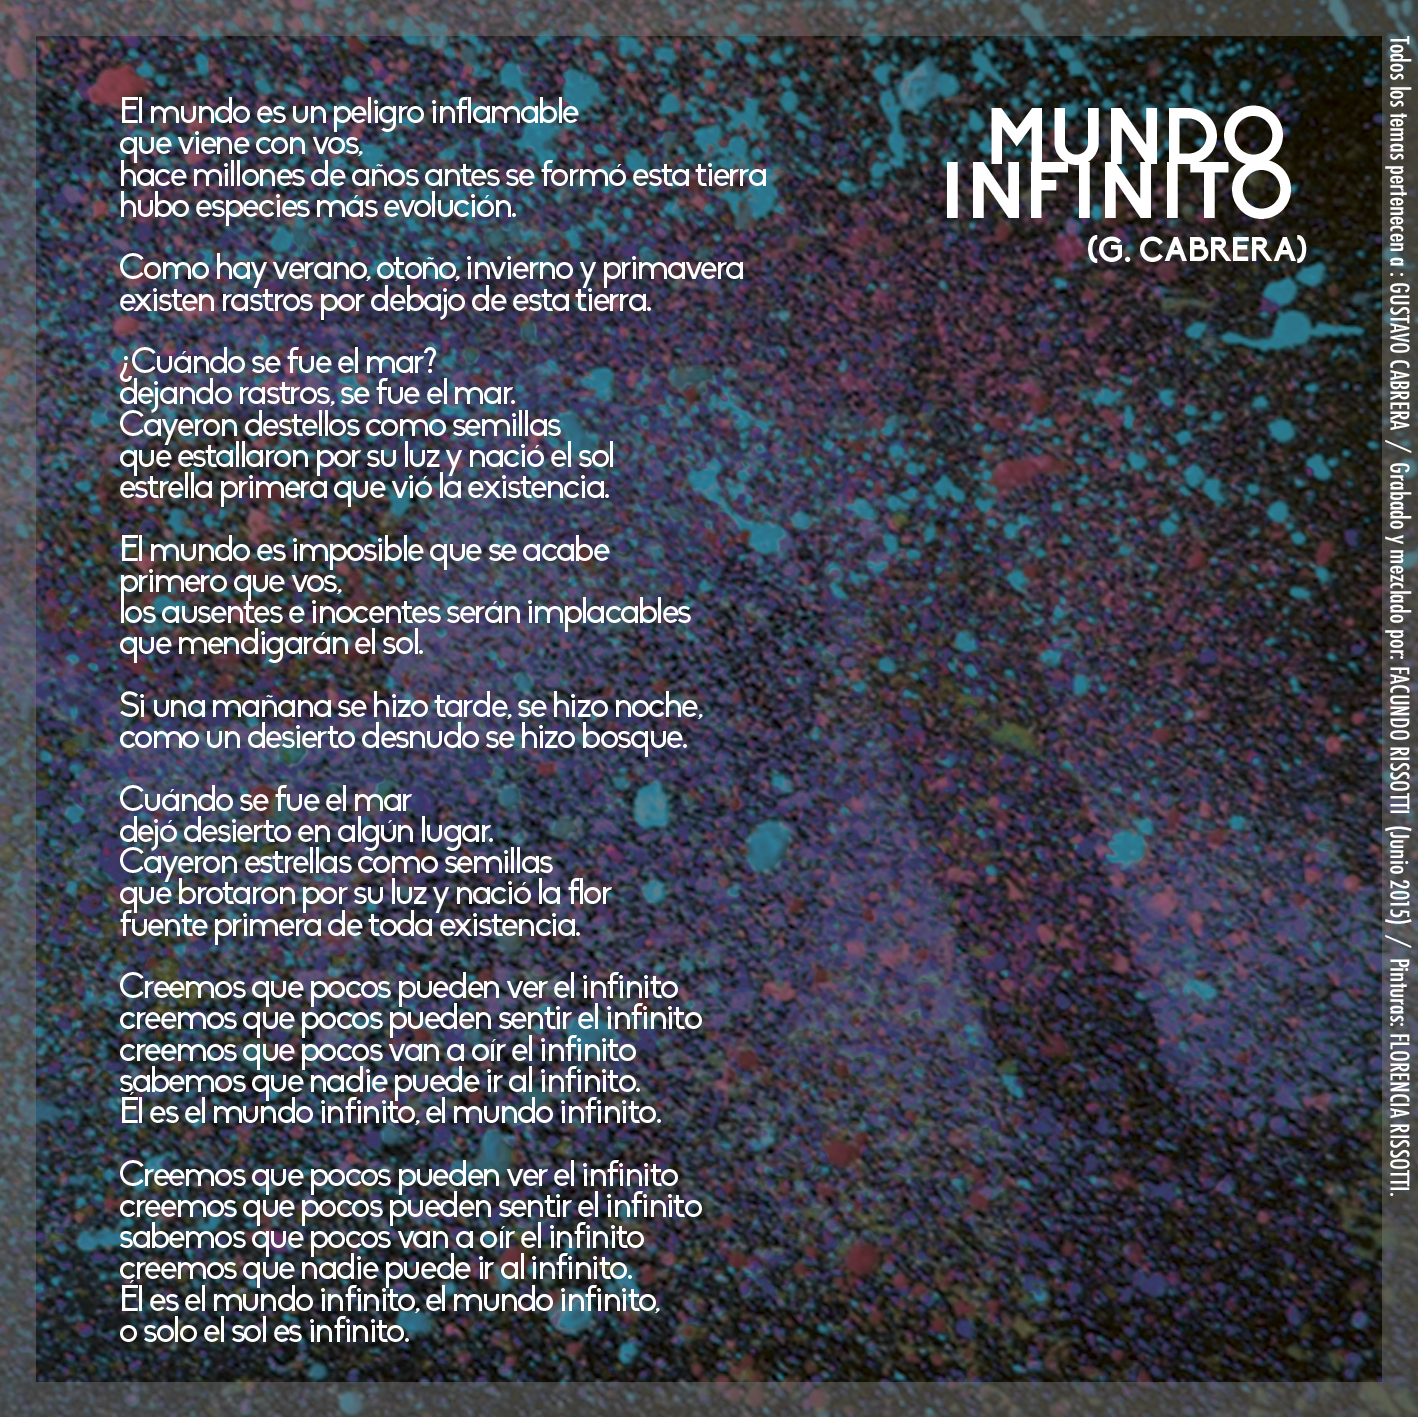 MUNDO
INFINITO
(G. CABRERA)
El mundo es un peligro inflamable
que viene con vos,
hace millones de años antes se formó esta tierra
hubo especies más evolución.
Como hay verano, otoño, invierno y primavera
existen rastros por debajo de esta tierra.
¿Cuándo se fue el mar?
dejando rastros, se fue el mar.
Cayeron destellos como semillas
que estallaron por su luz y nació el sol
estrella primera que vió la existencia.
El mundo es imposible que se acabe
primero que vos,
los ausentes e inocentes serán implacables
que mendigarán el sol.
Si una mañana se hizo tarde, se hizo noche,
como un desierto desnudo se hizo bosque.
Cuándo se fue el mar
dejó desierto en algún lugar.
Cayeron estrellas como semillas
que brotaron por su luz y nació la flor
fuente primera de toda existencia.
Creemos que pocos pueden ver el infinito
creemos que pocos pueden sentir el infinito
creemos que pocos van a oír el infinito
sabemos que nadie puede ir al infinito.
Él es el mundo infinito, el mundo infinito.
Creemos que pocos pueden ver el infinito
creemos que pocos pueden sentir el infinito
sabemos que pocos van a oír el infinito
creemos que nadie puede ir al infinito.
Él es el mundo infinito, el mundo infinito,
o solo el sol es infinito.
Todos los temas pertenecen a : GUSTAVO CABRERA / Grabado y mezclado por: FACUNDO RISSOTTI (Junio 2015) / Pinturas: FLORENCIA RISSOTTI.